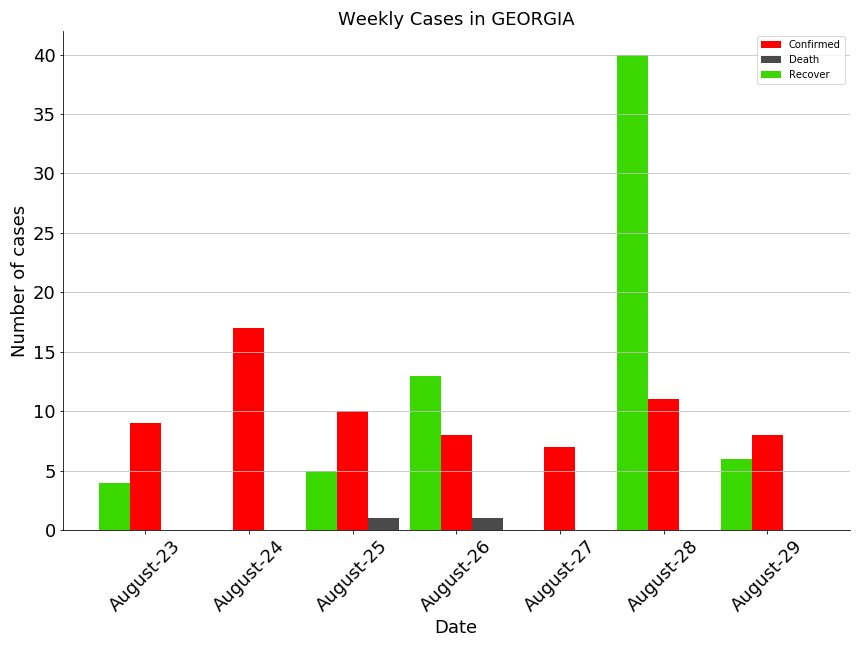 Weekly Cases in GEORGIA
Confirmed
Death
Recover
Number of cases
40
35
30
25
20
15
10
5
0
August-23
August-24
August-25
August-26
August-27
August-28
August-29
Date